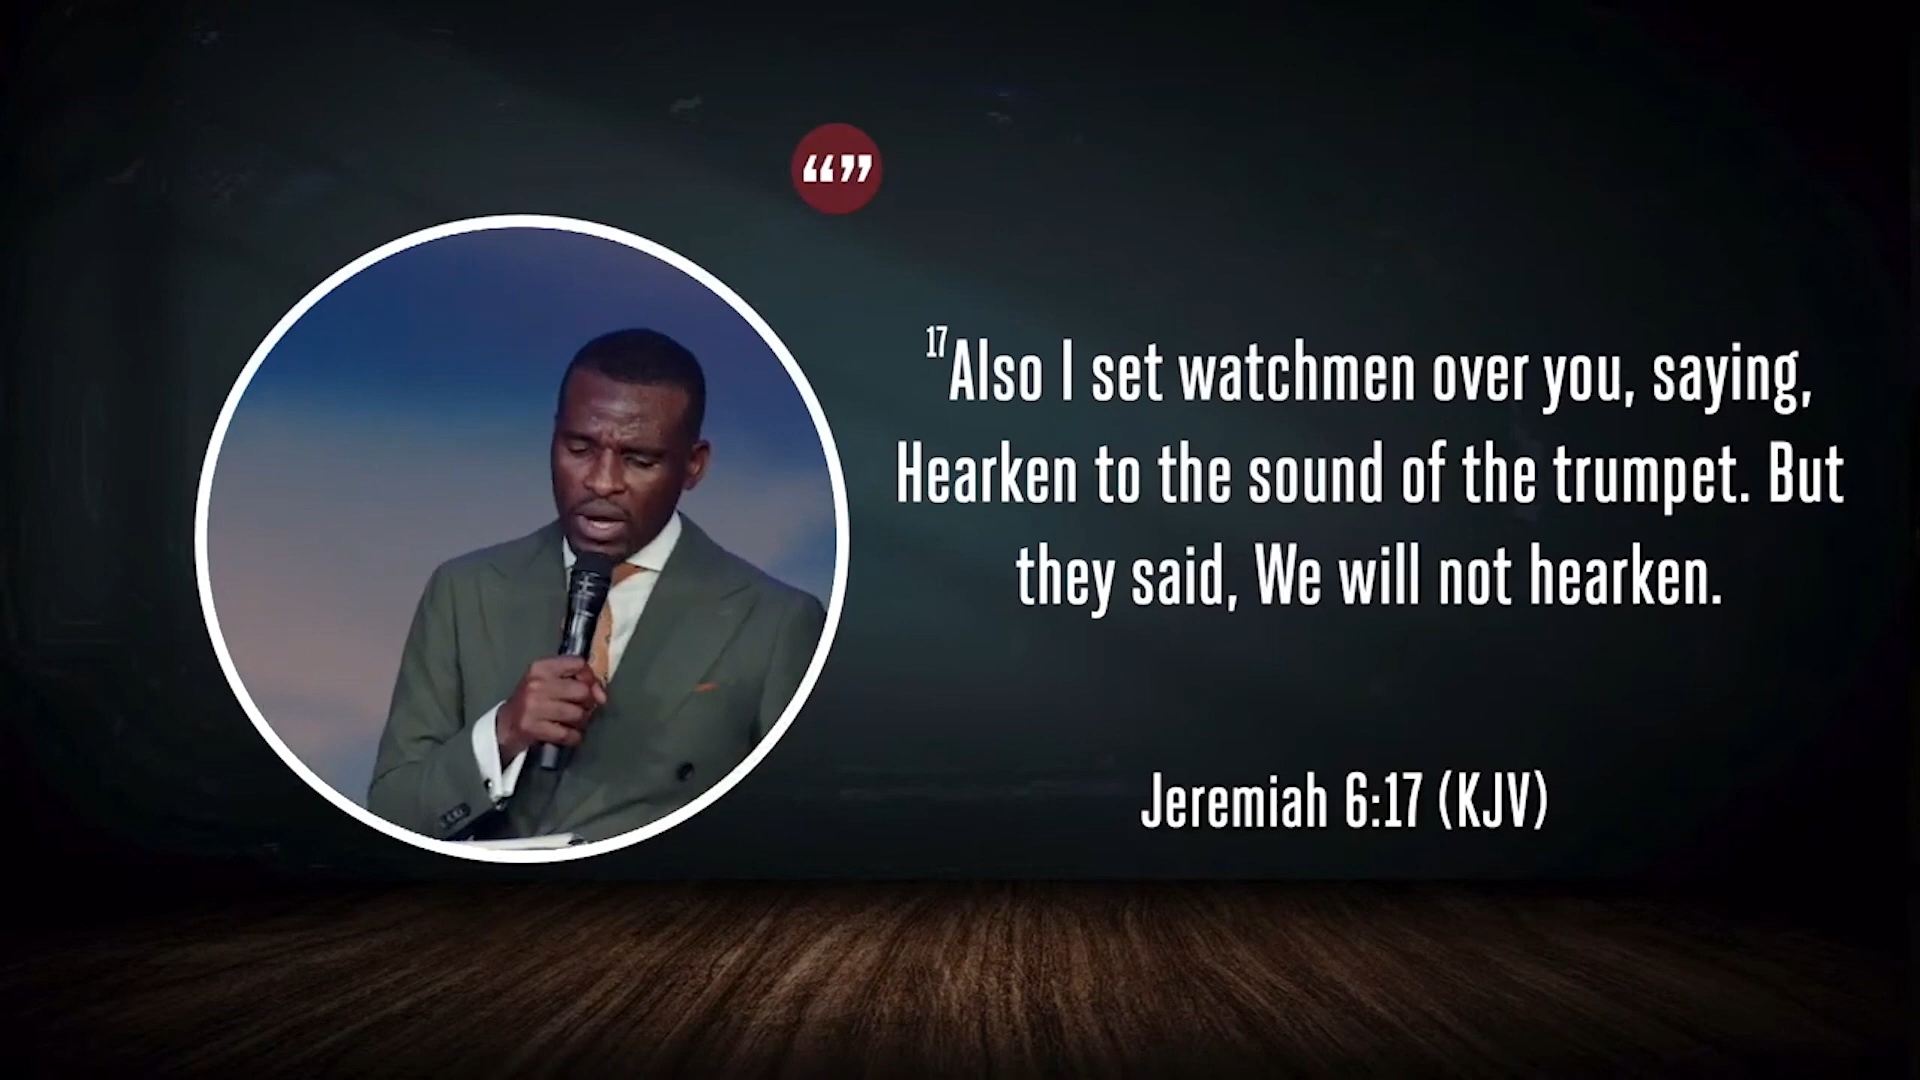 “”
17Also I set watchmen over you, saying,
Hearken to the sound of the trumpet. But
they said, We will not hearken.
Jeremiah 6:17 (KJV)